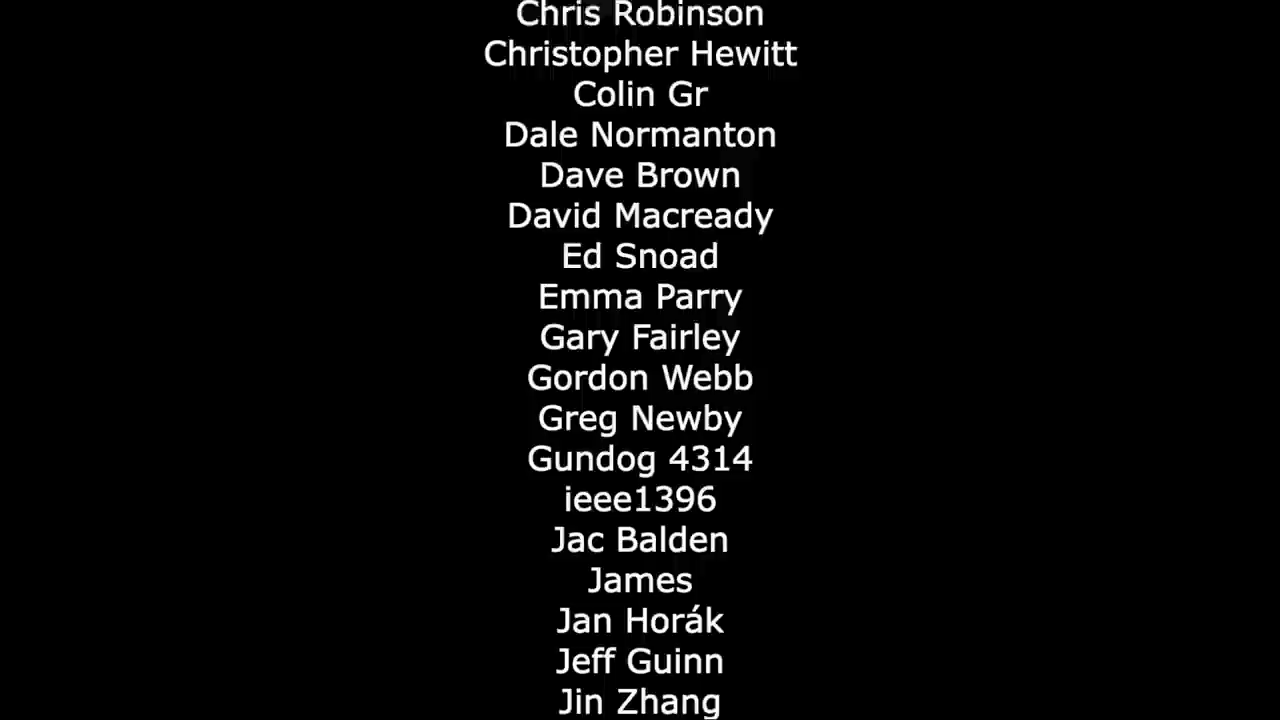 Chris Robinson
Christopher Hewitt
Colin Gr
Dale Normanton
Dave Brown
David Macready
Ed Snoad
Emma Parry
Gary Fairley
Gordon Webb
Greg Newby
Gundog 4314
ieee1396
Jac Balden
James
Jan Horák
Jeff Guinn
Jin Zhang